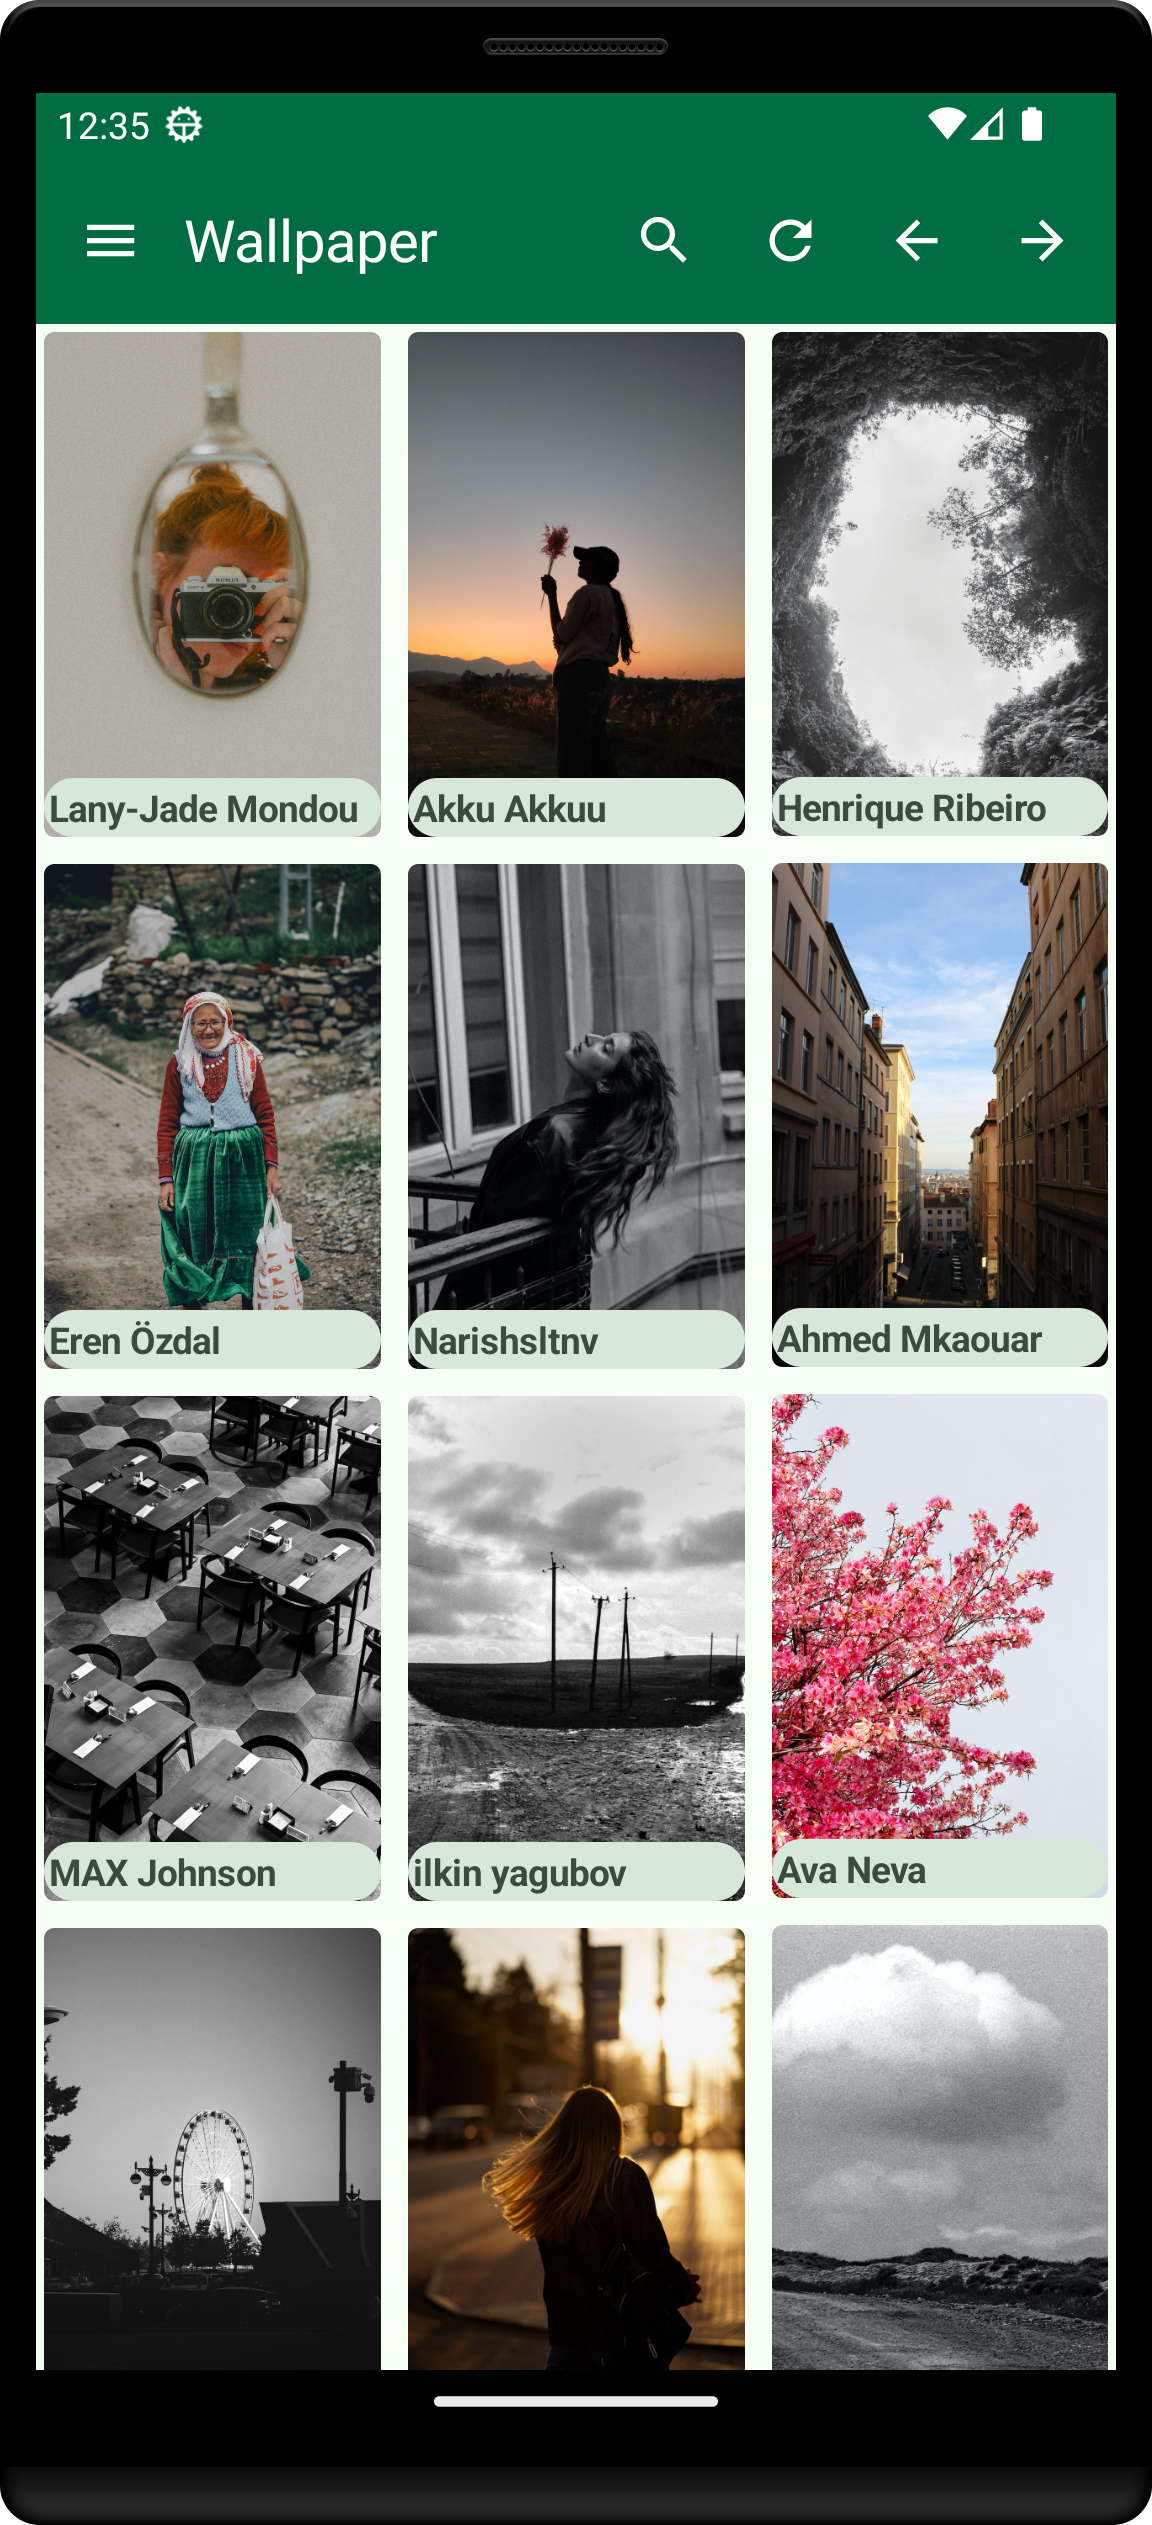 12:35
Wallpaper
Lany-Jade Mondou
Akku Akkuu
Henrique Ribeiro
Eren Özdal
Narishsltnv
Ahmed Mkaouar
MAX Johnson
ilkin yagubov
Ava Neva